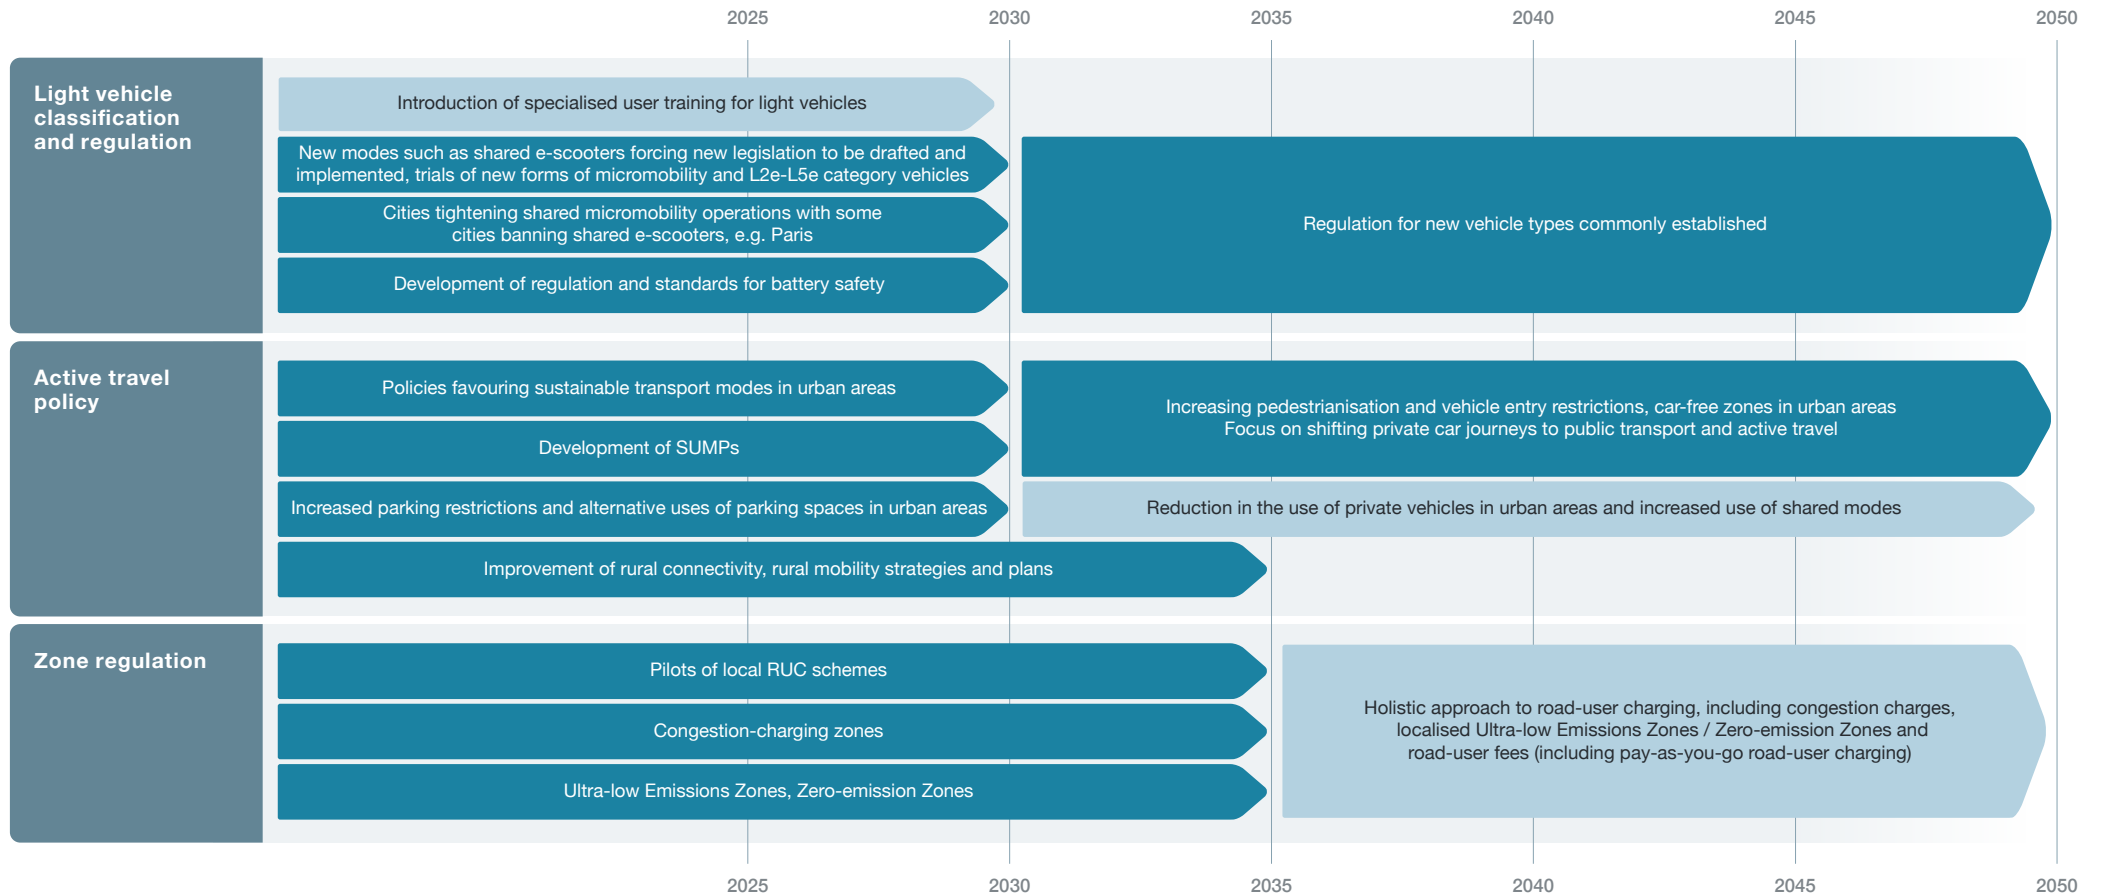 2025 2030 2035 2040 2045 2050
Light vehicle
classification
and regulation
Introduction of specialised user training for light vehicles
New modes such as shared e-scooters forcing new legislation to be drafted and
implemented, trials of new forms of micromobility and L2e-L5e category vehicles
Cities tightening shared micromobility operations with some
cities banning shared e-scooters, e.g. Paris
Development of regulation and standards for battery safety
Regulation for new vehicle types commonly established
Active travel
policy
Policies favouring sustainable transport modes in urban areas
Development of SUMPs
Increased parking restrictions and alternative uses of parking spaces in urban areas
Improvement of rural connectivity, rural mobility strategies and plans
Increasing pedestrianisation and vehicle entry restrictions, car-free zones in urban areas
Focus on shifting private car journeys to public transport and active travel
Reduction in the use of private vehicles in urban areas and increased use of shared modes
Zone regulation
Pilots of local RUC schemes
Congestion-charging zones
Ultra-low Emissions Zones, Zero-emission Zones
Holistic approach to road-user charging, including congestion charges,
localised Ultra-low Emissions Zones / Zero-emission Zones and
road-user fees (including pay-as-you-go road-user charging)
2025 2030 2035 2040 2045 2050